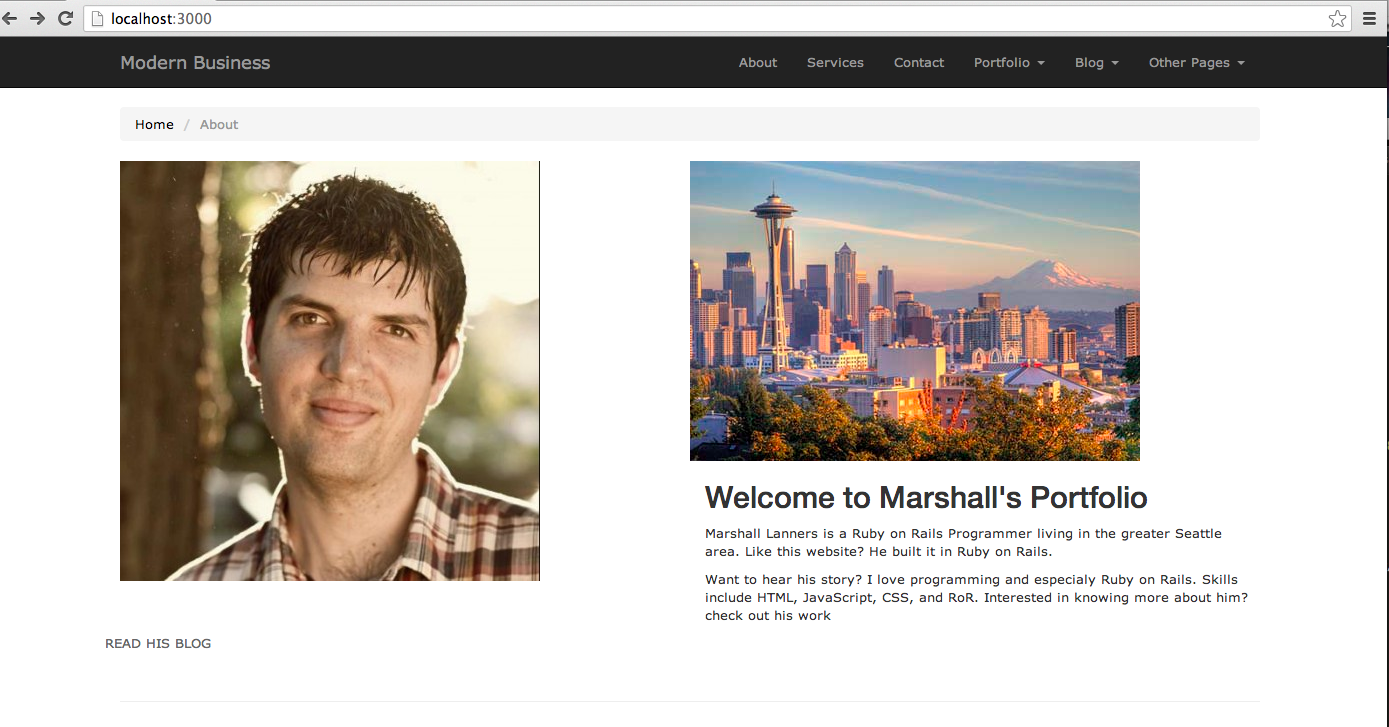 localhost:3000
Modern Business
About Services Contact Portfolio Blog Other Pages
Home / About
Welcome to Marshall's Portfolio
Marshall Lanners is a Ruby on Rails Programmer living in the greater Seattle
area. Like this website? He built it in Ruby on Rails.
Want to hear his story? I love programming and especialy Ruby on Rails. Skills
include HTML, JavaScript, CSS, and RoR. Interested in knowing more about him?
check out his work
READ HIS BLOG